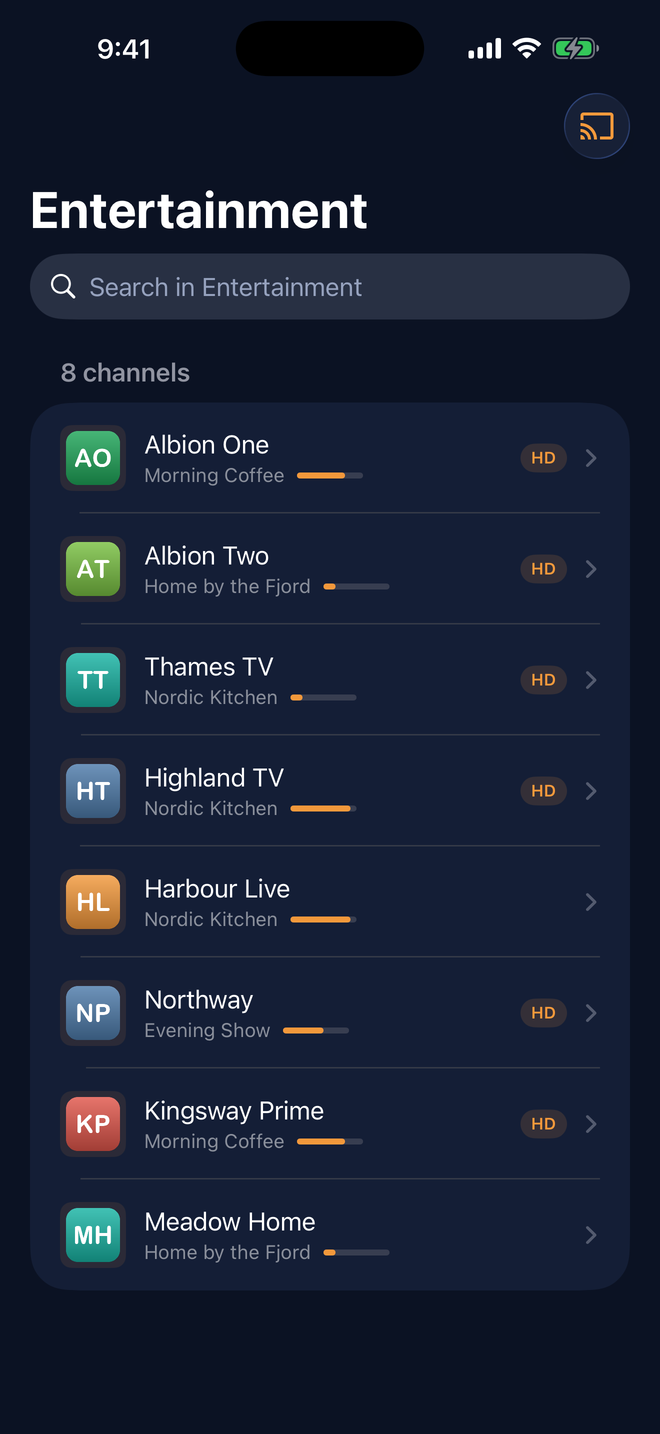 9:41
Entertainment
Search in Entertainment
8 channels
AO
Albion One
Morning Coffee
HD
AT
Albion Two
Home by the Fjord
HD
TT
Thames TV
Nordic Kitchen
HD
HT
Highland TV
Nordic Kitchen
HD
HL
Harbour Live
Nordic Kitchen
NP
Northway
Evening Show
HD
KP
Kingsway Prime
Morning Coffee
HD
MH
Meadow Home
Home by the Fjord